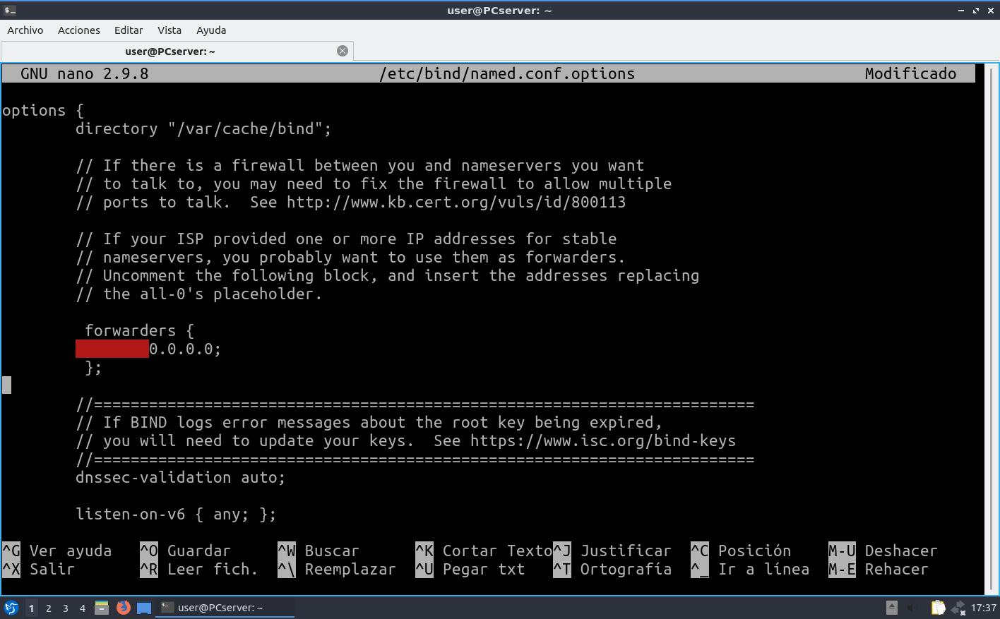 user@PCserver: ~
Archivo Acciones Editar Vista Ayuda
user@PCserver: ~
GNU nano 2.9.8 /etc/bind/named.conf.options Modificado
options {
directory "/var/cache/bind";
// If there is a firewall between you and nameservers you want
// to talk to, you may need to fix the firewall to allow multiple
// ports to talk.  See http://www.kb.cert.org/vuls/id/800113
// If your ISP provided one or more IP addresses for stable
// nameservers, you probably want to use them as forwarders.
// Uncomment the following block, and insert the addresses replacing
// the all-0's placeholder.
forwarders {
0.0.0.0;
};
//========================================================================
// If BIND logs error messages about the root key being expired,
// you will need to update your keys.  See https://www.isc.org/bind-keys
//========================================================================
dnssec-validation auto;
listen-on-v6 { any; };
^G Ver ayuda ^O Guardar ^W Buscar ^K Cortar Texto ^J Justificar ^C Posición M-U Deshacer
^X Salir ^R Leer fich. ^\ Reemplazar ^U Pegar txt ^T Ortografía ^_ Ir a línea M-E Rehacer
1 2 3 4 user@PCserver: ~ 17:37